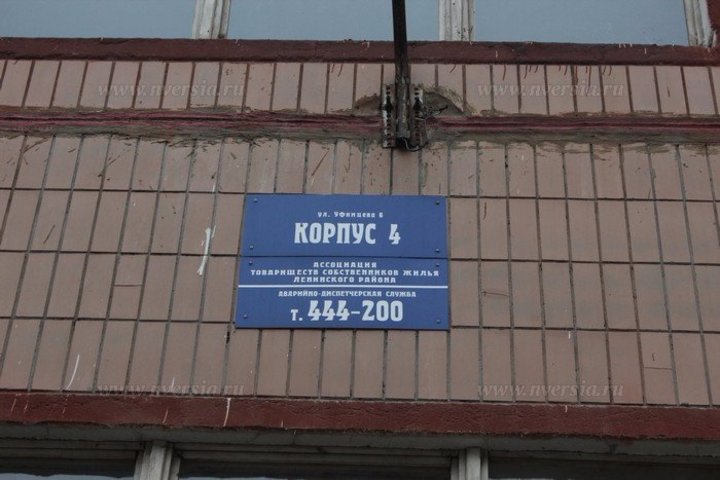 www.nversia.ru www.nversia.ru
ул. Уфимцева 6
КОРПУС 4
АССОЦИАЦИЯ
ТОВАРИЩЕСТВ СОБСТВЕННИКОВ ЖИЛЬЯ
ЛЕНИНСКОГО РАЙОНА
АВАРИЙНО-ДИСПЕТЧЕРСКАЯ СЛУЖБА
т. 444-200
www.nversia.ru www.nversia.ru